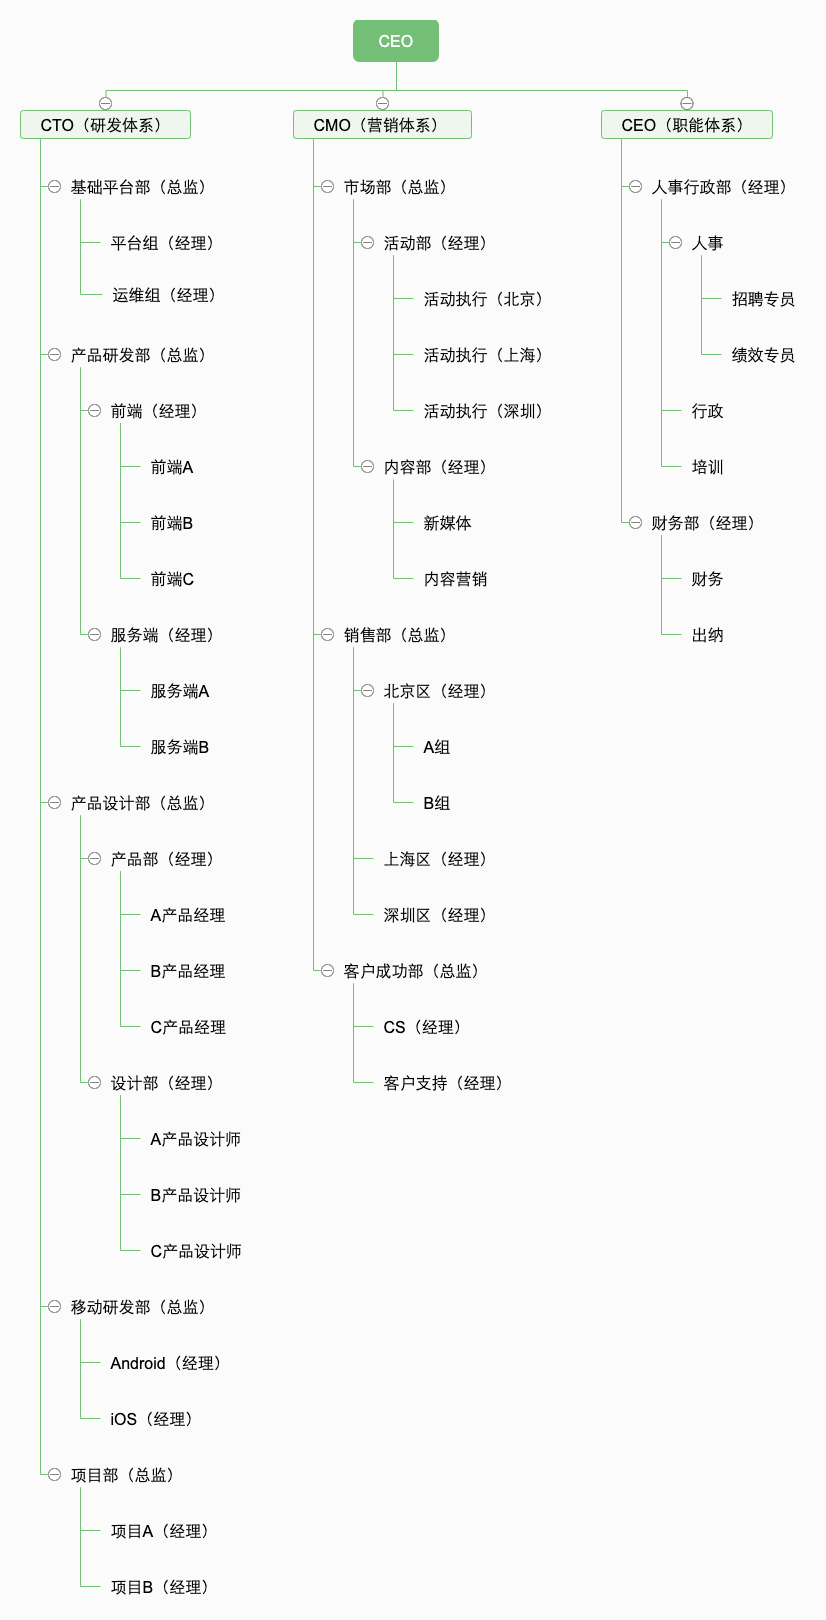 CEO
CTO（研发体系）
基础平台部（总监）
平台组（经理）
运维组（经理）
产品研发部（总监）
前端（经理）
前端A
前端B
前端C
服务端（经理）
服务端A
服务端B
产品设计部（总监）
产品部（经理）
A产品经理
B产品经理
C产品经理
设计部（经理）
A产品设计师
B产品设计师
C产品设计师
移动研发部（总监）
Android（经理）
iOS（经理）
项目部（总监）
项目A（经理）
项目B（经理）
CMO（营销体系）
市场部（总监）
活动部（经理）
活动执行（北京）
活动执行（上海）
活动执行（深圳）
内容部（经理）
新媒体
内容营销
销售部（总监）
北京区（经理）
A组
B组
上海区（经理）
深圳区（经理）
客户成功部（总监）
CS（经理）
客户支持（经理）
CEO（职能体系）
人事行政部（经理）
人事
招聘专员
绩效专员
行政
培训
财务部（经理）
财务
出纳